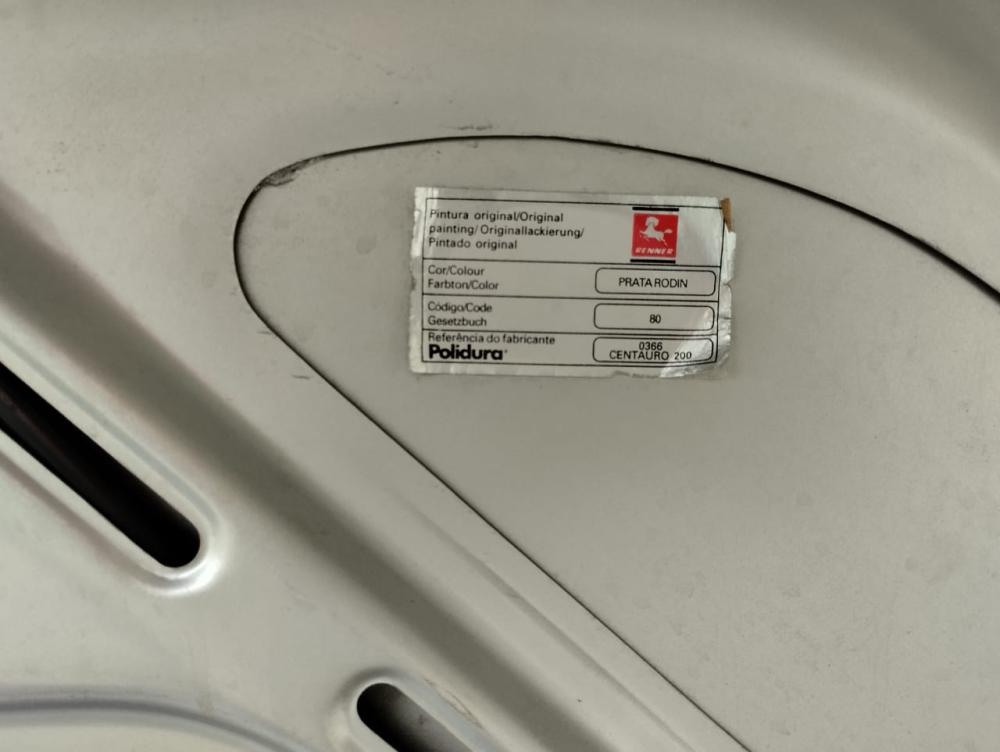 Pintura original/Original
painting/Originallackierung/
Pintado original
RENNER
Cor/Colour
Farbton/Color
PRATA RODIN
Código/Code
Gesetzbuch
80
Referência do fabricante
Polidura
0366
CENTAURO 200